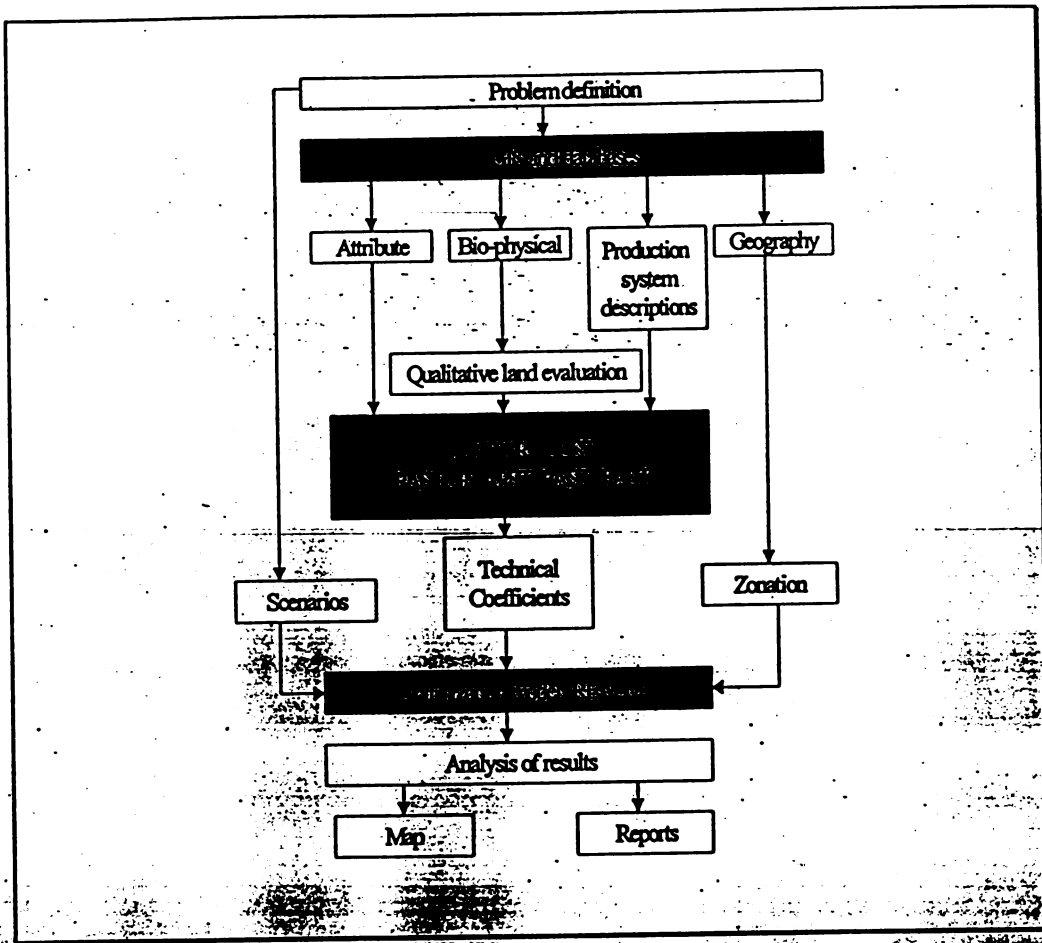 Problem definition
and
Attribute
Bio-physical
Production
system
descriptions
Geography
Qualitative land evaluation
Technical
Coefficients
Scenarios
Zonation
Analysis of results
Map
Reports